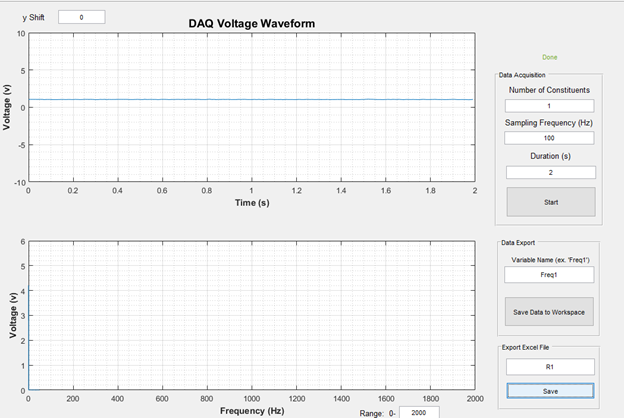 y Shift 0
DAQ Voltage Waveform
10
5
0
-5
-10
Voltage (v)
0 0.2 0.4 0.6 0.8 1 1.2 1.4 1.6 1.8 2
Time (s)
6
5
4
3
2
1
0
Voltage (v)
0 200 400 600 800 1000 1200 1400 1600 1800 2000
Frequency (Hz)
Range: 0- 2000
Done
Data Acquisition
Number of Constituents
1
Sampling Frequency (Hz)
100
Duration (s)
2
Start
Data Export
Variable Name (ex. 'Freq1')
Freq1
Save Data to Workspace
Export Excel File
R1
Save